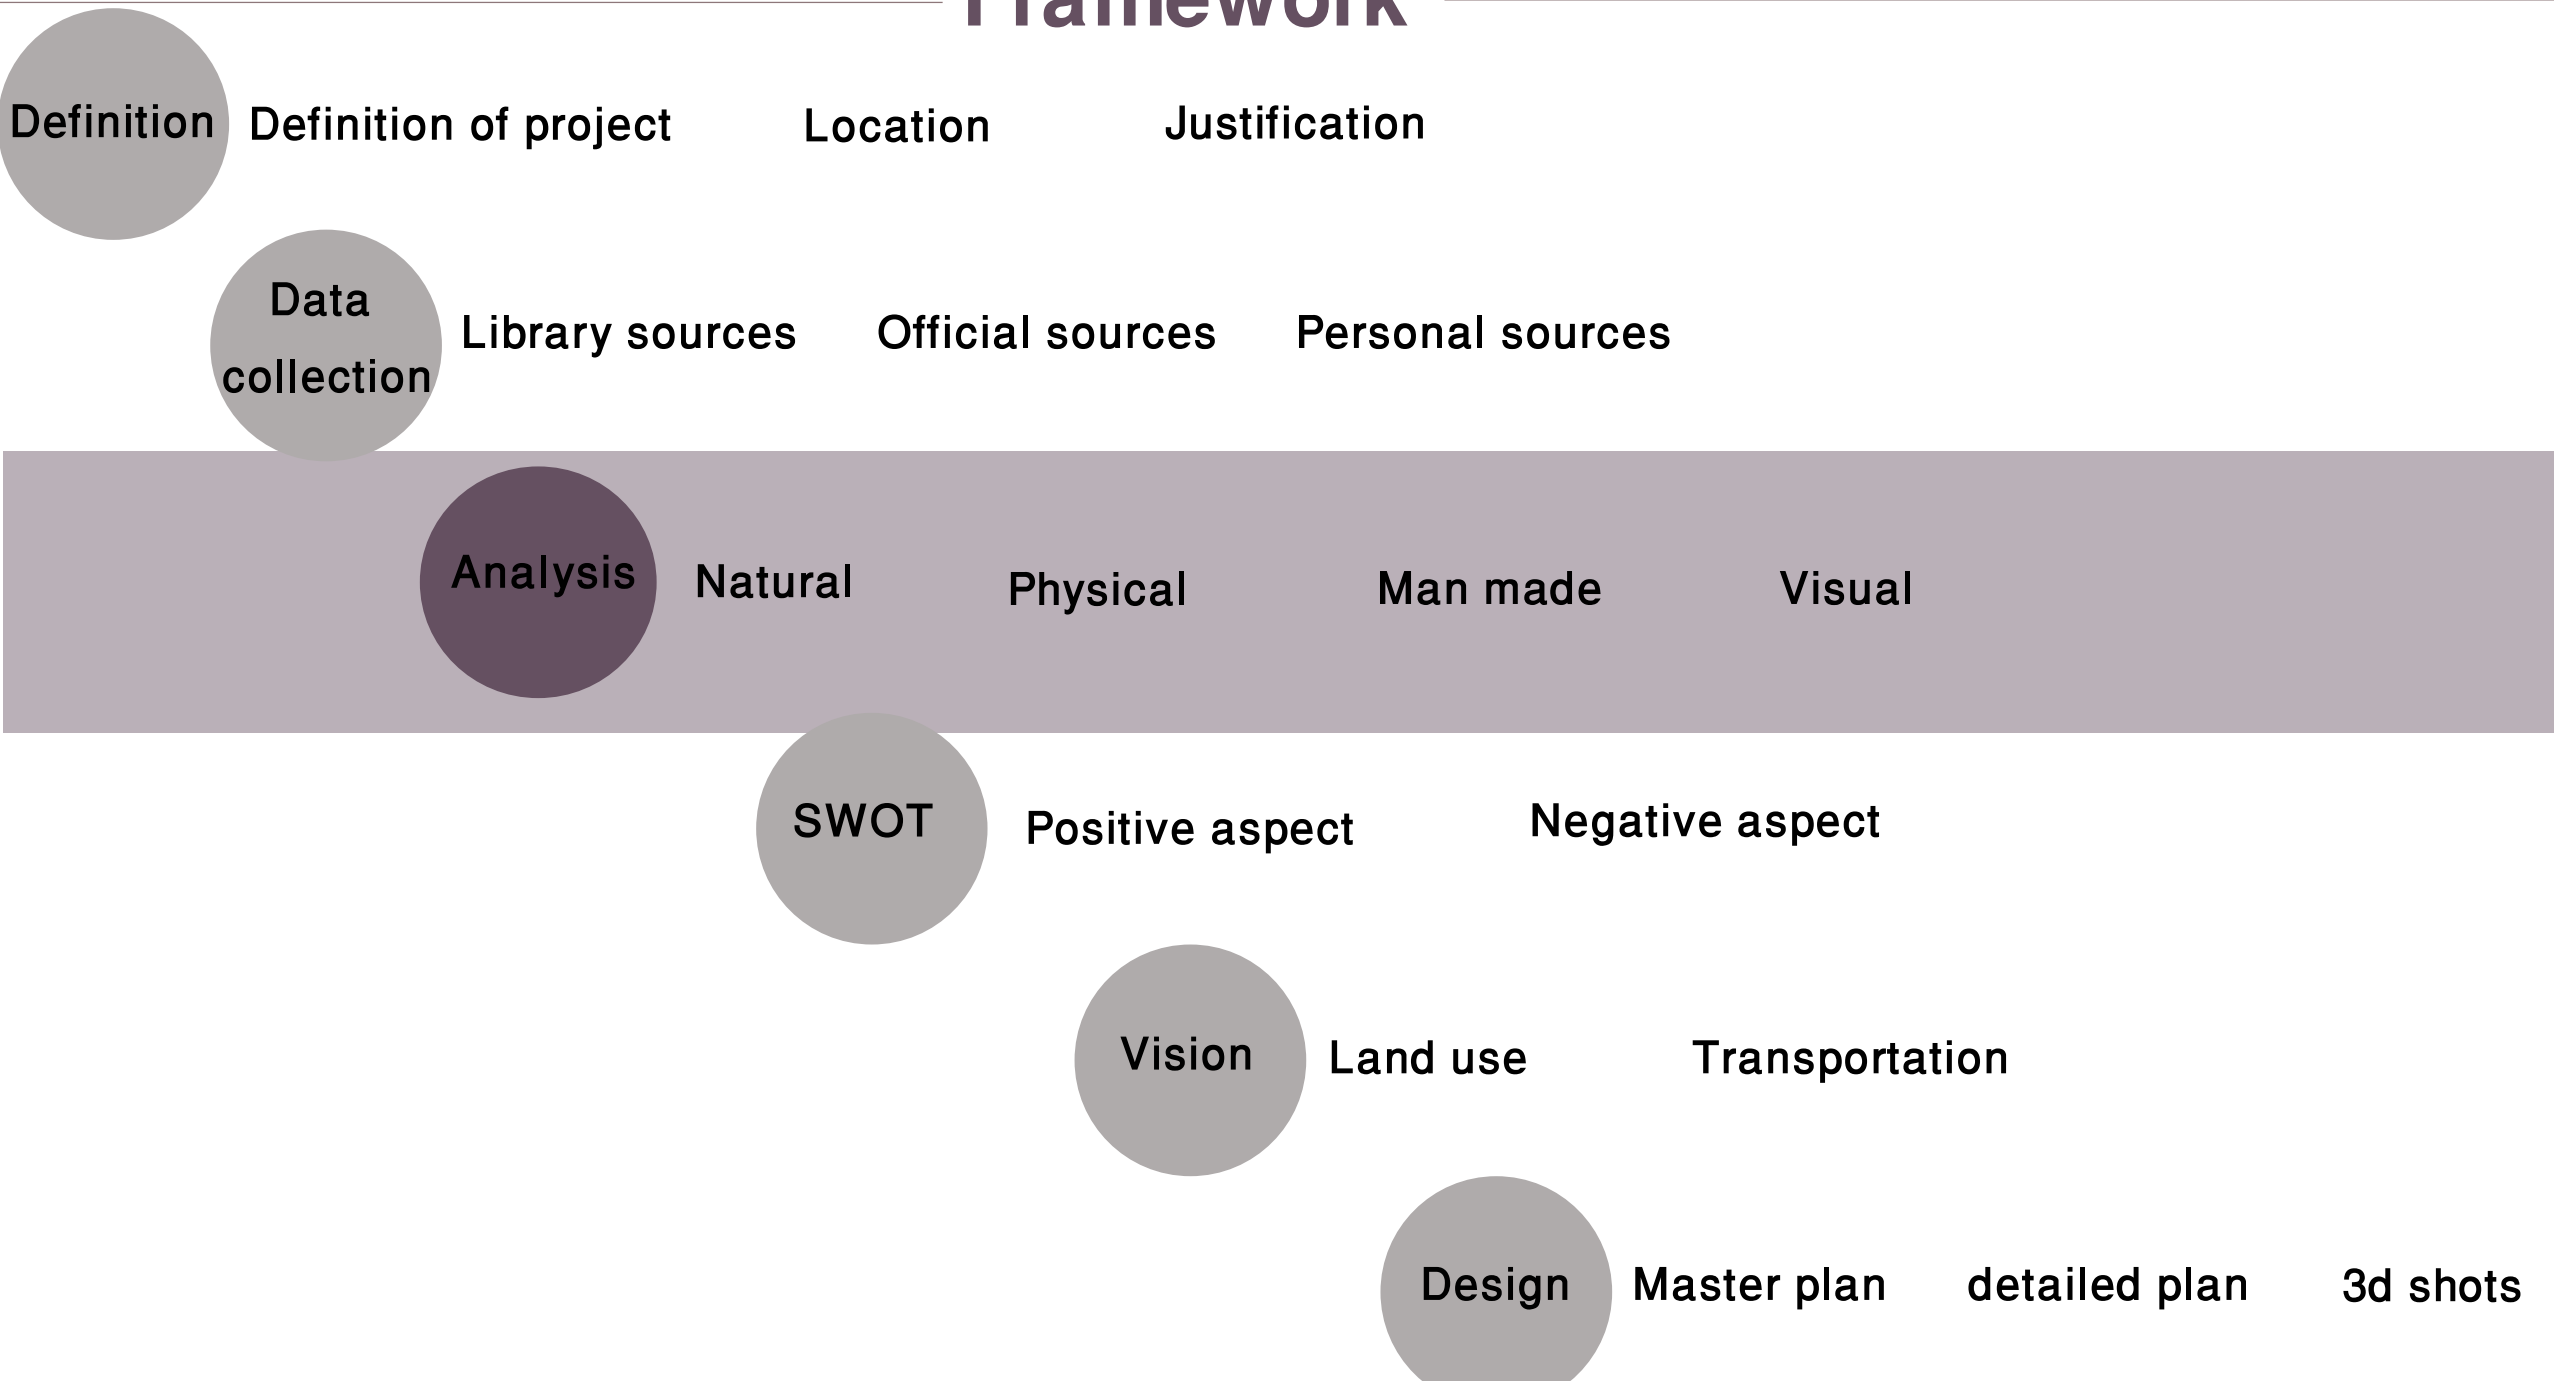 Framework
Definition Definition of project Location Justification
Data
collection
Library sources Official sources Personal sources
Analysis Natural Physical Man made Visual
SWOT Positive aspect Negative aspect
Vision Land use Transportation
Design Master plan detailed plan 3d shots